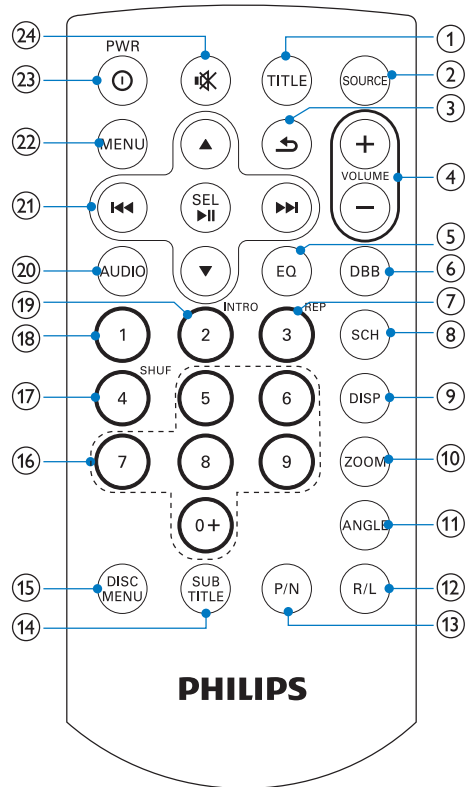 24
1
PWR
23
TITLE
SOURCE
2
3
22
MENU
+
VOLUME
4
21
SEL
−
5
20
AUDIO
EQ
DBB
6
19
INTRO
REP
7
18
1
2
3
SCH
8
SHUF
17
4
5
6
DISP
9
16
7
8
9
ZOOM
10
0+
ANGLE
11
15
DISC
MENU
SUB
TITLE
P/N
R/L
12
14
13
PHILIPS